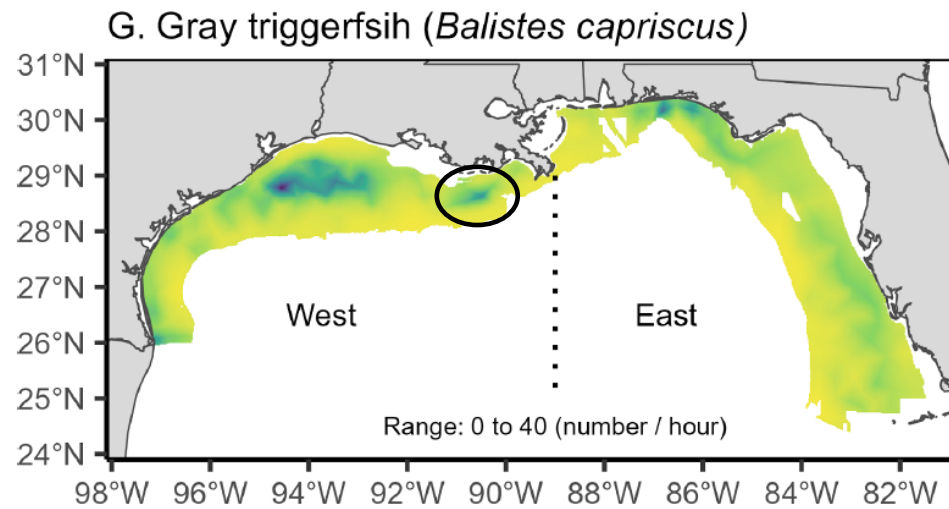 G. Gray triggerfsih (Balistes capriscus)
31°N
30°N
29°N
28°N
27°N
26°N
25°N
24°N
West
East
Range: 0 to 40 (number / hour)
98°W
96°W
94°W
92°W
90°W
88°W
86°W
84°W
82°W